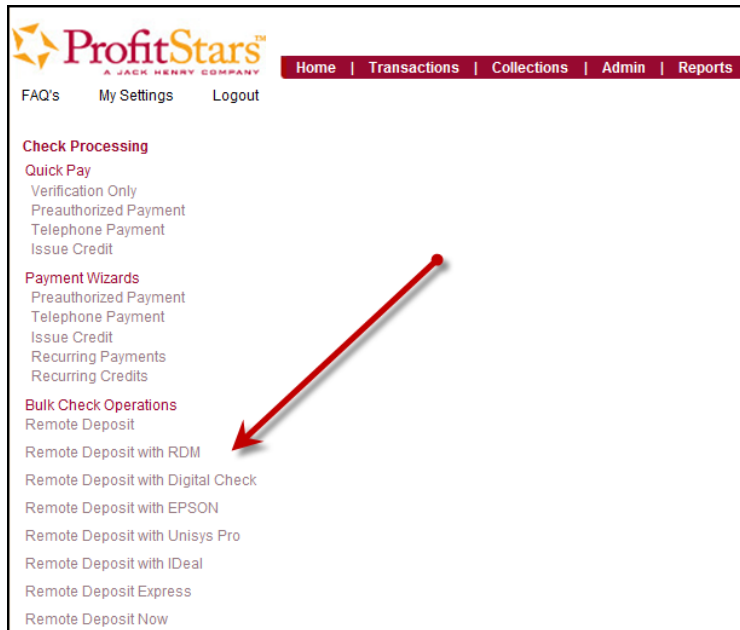 ProfitStars™
A JACK HENRY COMPANY
Home | Transactions | Collections | Admin | Reports
FAQ's My Settings Logout
Check Processing
Quick Pay
Verification Only
Preauthorized Payment
Telephone Payment
Issue Credit
Payment Wizards
Preauthorized Payment
Telephone Payment
Issue Credit
Recurring Payments
Recurring Credits
Bulk Check Operations
Remote Deposit
Remote Deposit with RDM
Remote Deposit with Digital Check
Remote Deposit with EPSON
Remote Deposit with Unisys Pro
Remote Deposit with IDeal
Remote Deposit Express
Remote Deposit Now